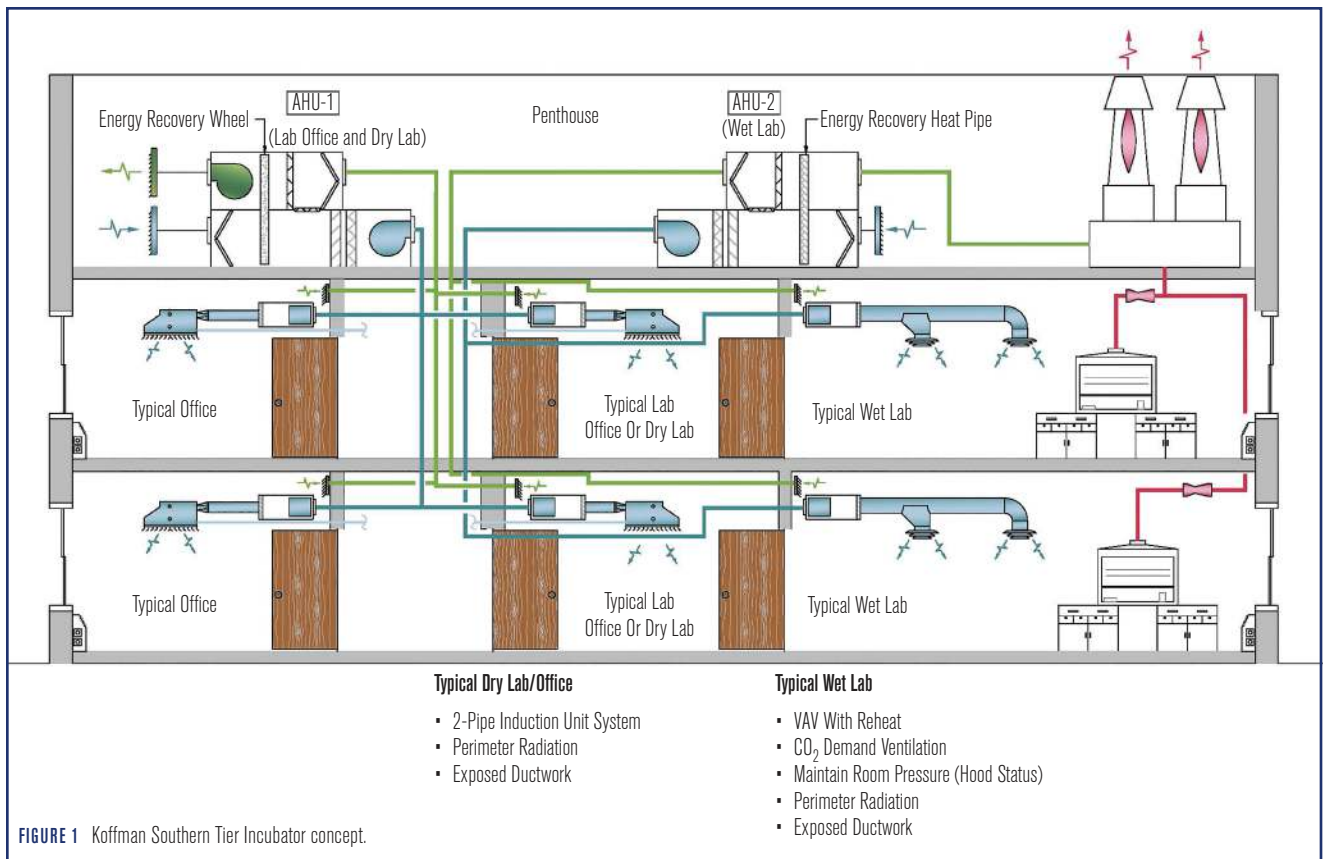 AHU-1
AHU-2
Energy Recovery Wheel
(Lab Office and Dry Lab)
Penthouse
(Wet Lab)
Energy Recovery Heat Pipe
Typical Office
Typical Lab
Office Or Dry Lab
Typical Wet Lab
Typical Office
Typical Lab
Office Or Dry Lab
Typical Wet Lab
Typical Dry Lab/Office
• 2-Pipe Induction Unit System
• Perimeter Radiation
• Exposed Ductwork
Typical Wet Lab
• VAV With Reheat
• CO₂ Demand Ventilation
• Maintain Room Pressure (Hood Status)
• Perimeter Radiation
• Exposed Ductwork
FIGURE 1 Koffman Southern Tier Incubator concept.